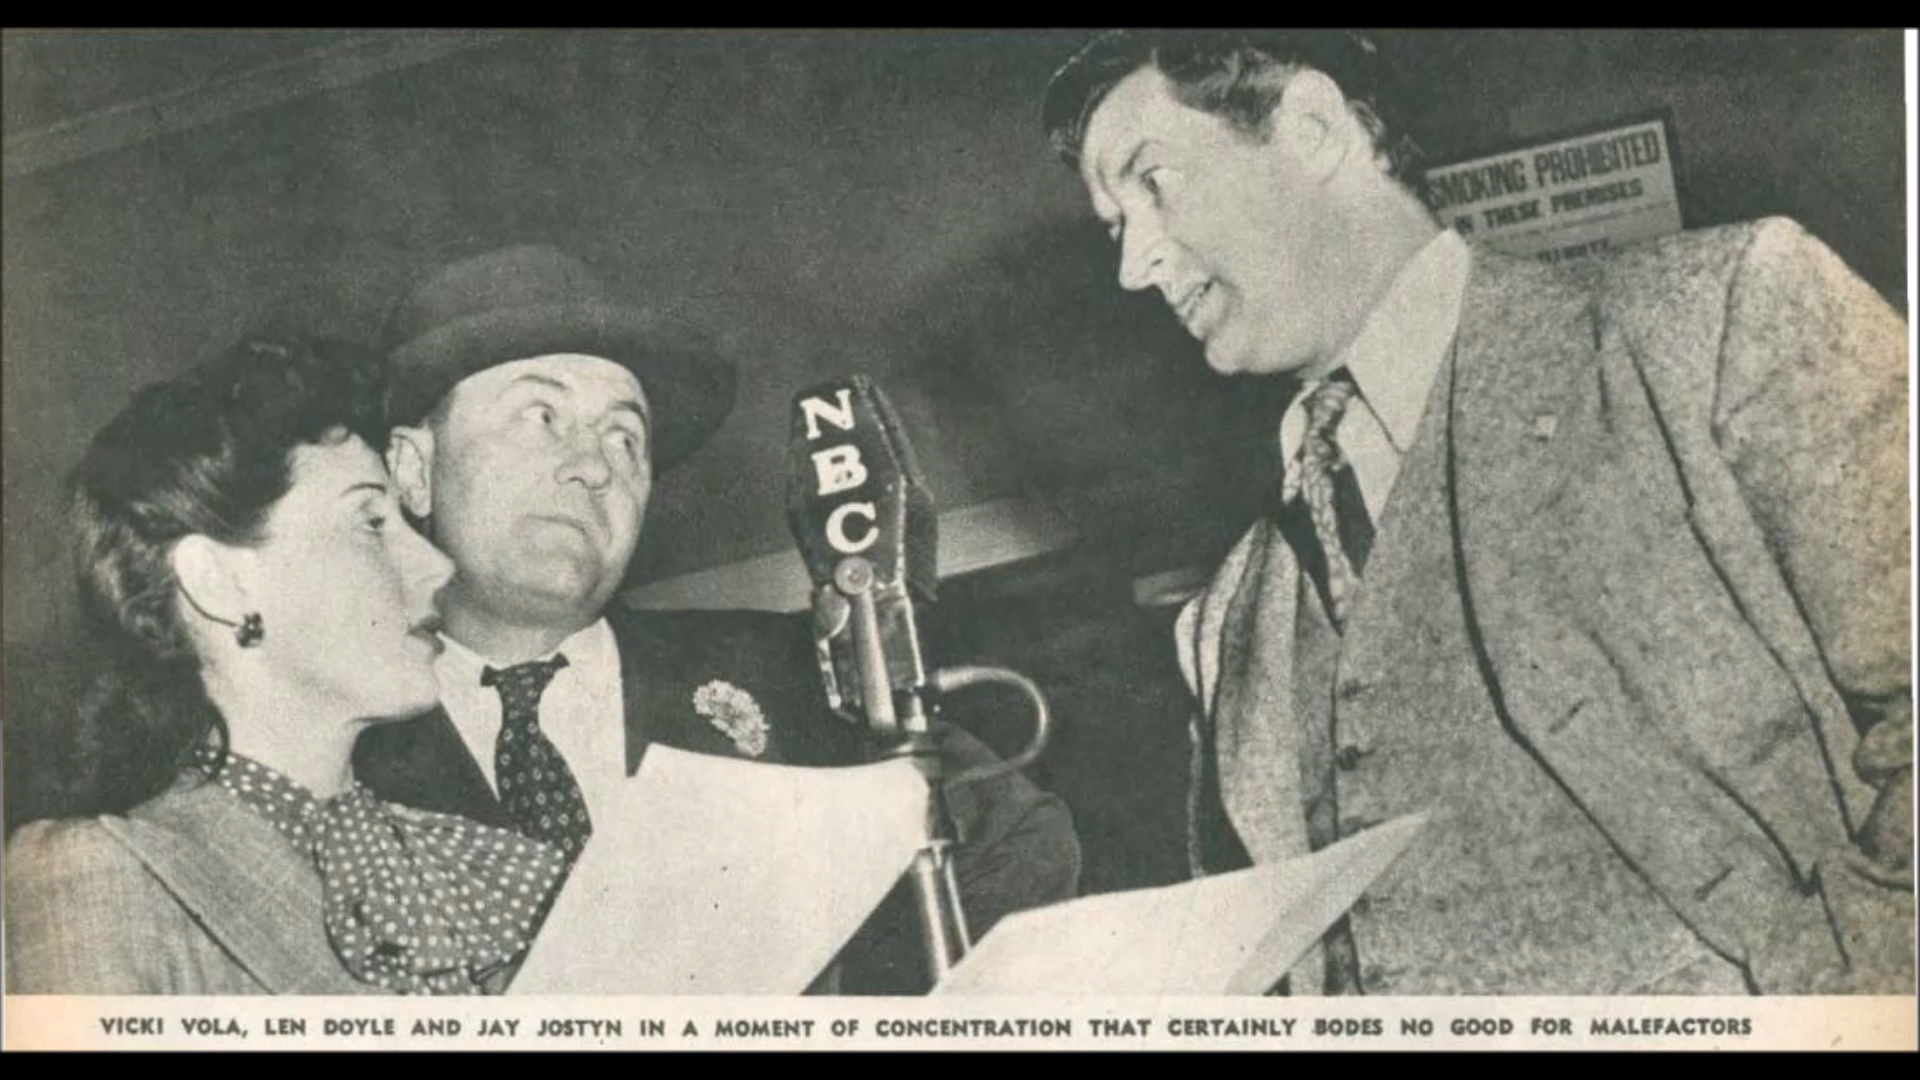 SMOKING PROHIBITED
IN THESE PREMISES
N
B
C
VICKI VOLA, LEN DOYLE AND JAY JOSTYN IN A MOMENT OF CONCENTRATION THAT CERTAINLY BODES NO GOOD FOR MALEFACTORS